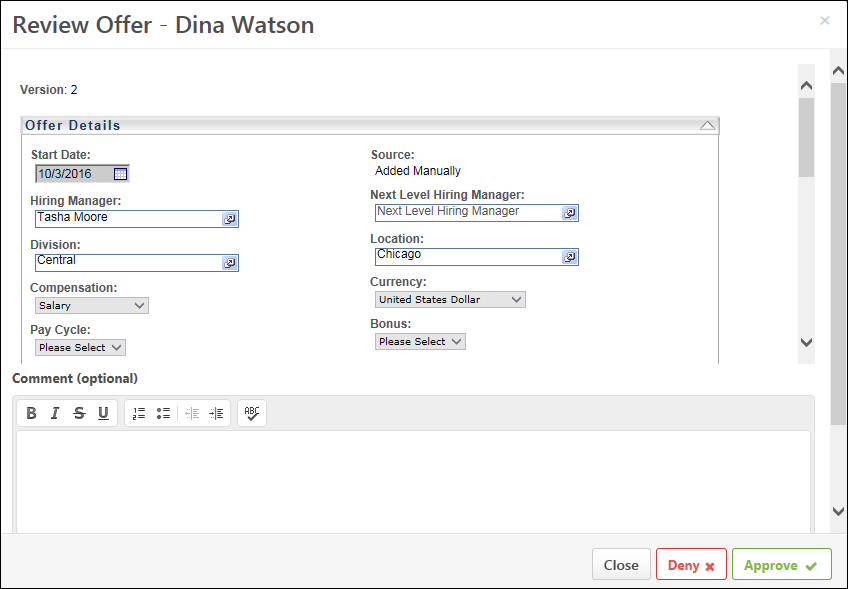 Review Offer - Dina Watson
×
Version: 2
Offer Details
Start Date:
10/3/2016
Source:
Added Manually
Hiring Manager:
Tasha Moore
Next Level Hiring Manager:
Next Level Hiring Manager
Division:
Central
Location:
Chicago
Compensation:
Salary
Currency:
United States Dollar
Pay Cycle:
Please Select
Bonus:
Please Select
Comment (optional)
B I S U ABC
Close Deny Approve